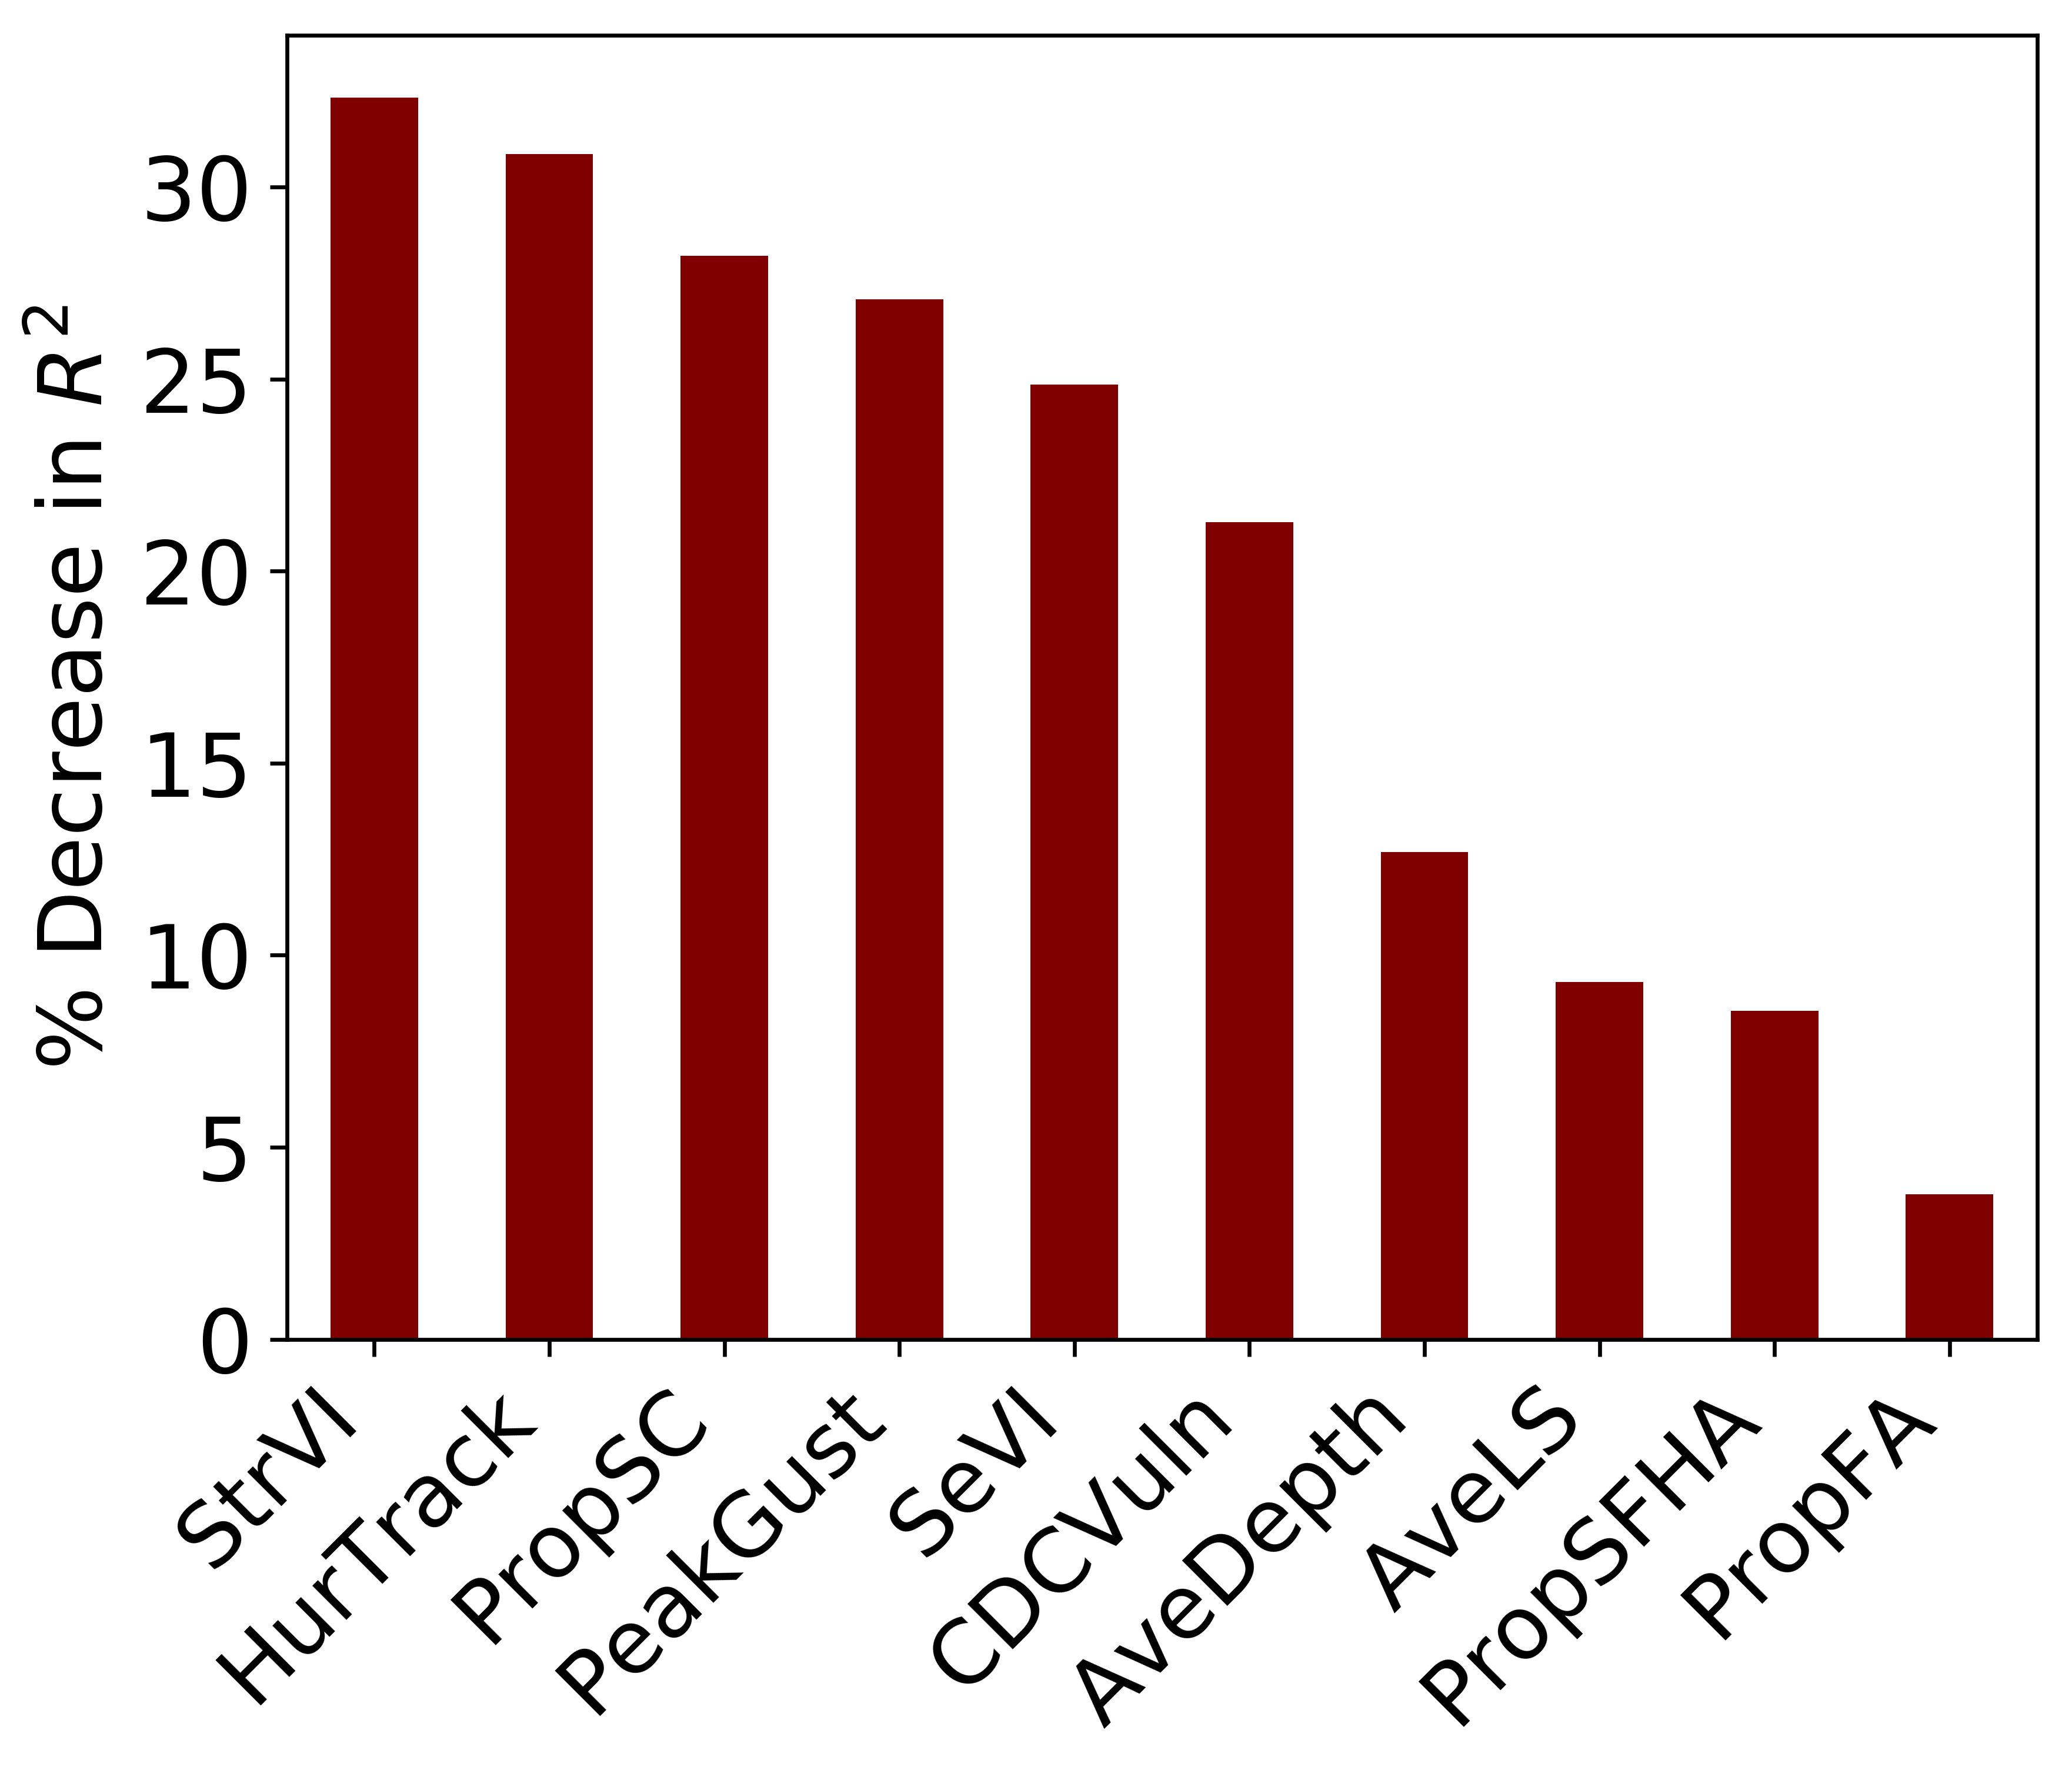 % Decrease in R²
30
25
20
15
10
5
0
StrVI
HurTrack
PropSC
PeakGust
SeVI
CDCvuln
AveDepth
AveLS
PropSFHA
PropFA